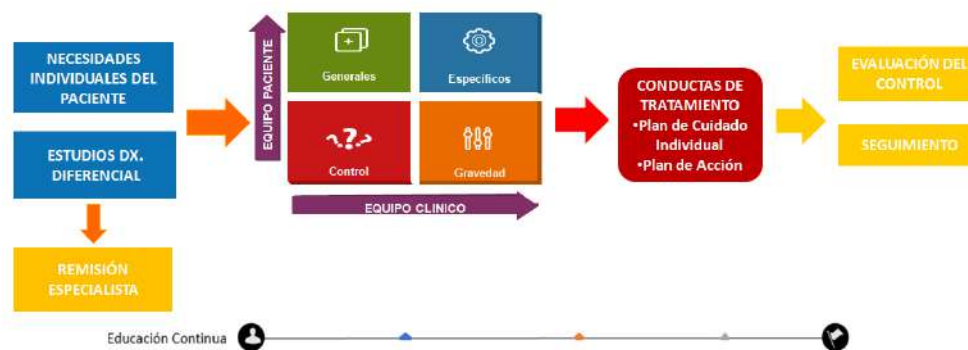 NECESIDADES
INDIVIDUALES DEL
PACIENTE
ESTUDIOS DX.
DIFERENCIAL
REMISIÓN
ESPECIALISTA
EQUIPO PACIENTE
Generales
Específicos
Control
Gravedad
EQUIPO CLINICO
CONDUCTAS DE
TRATAMIENTO
•Plan de Cuidado
Individual
•Plan de Acción
EVALUACIÓN DEL
CONTROL
SEGUIMIENTO
Educación Continua